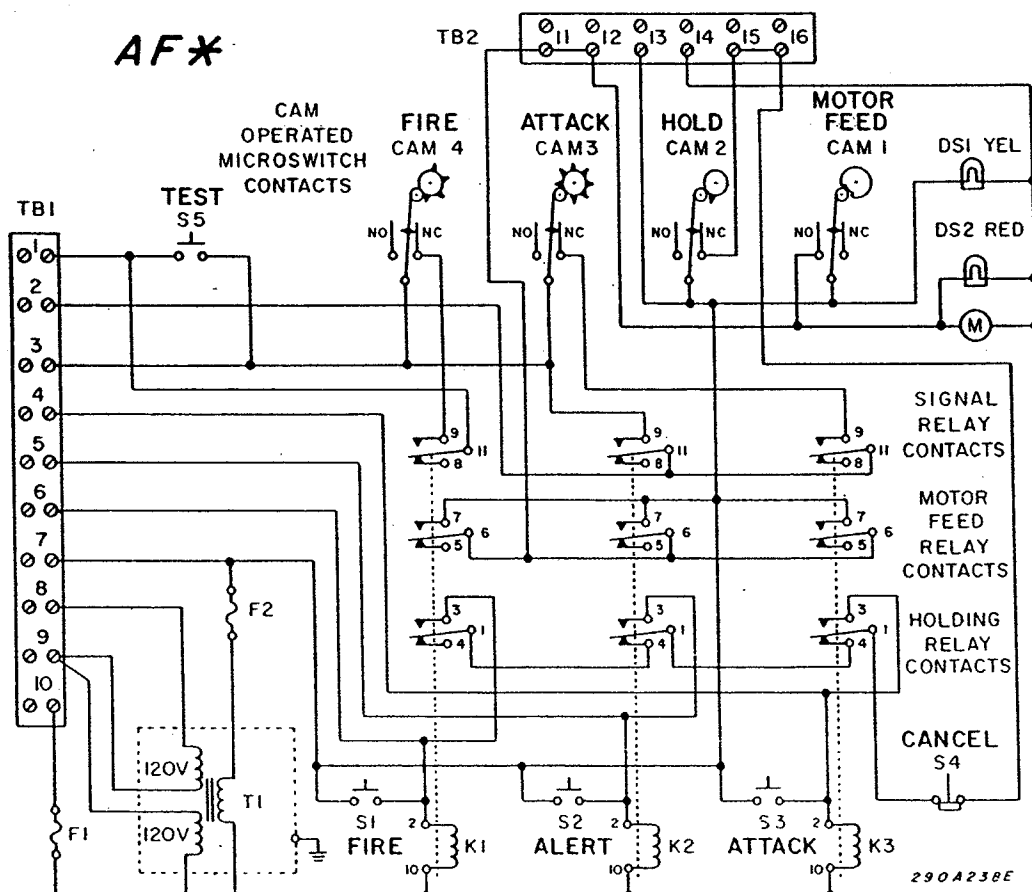 AF*
TB2
11 12 13 14 15 16
CAM
OPERATED
MICROSWITCH
CONTACTS
FIRE
CAM 4
ATTACK
CAM3
HOLD
CAM 2
MOTOR
FEED
CAM 1
DS1 YEL
DS2 RED
M
TB1
TEST
S5
NO NC
NO NC
NO NC
NO NC
1
2
3
4
5
6
7
8
9
10
9 11 8
9 11 8
9 11 8
SIGNAL
RELAY
CONTACTS
7 6 5
7 6 5
7 6 5
MOTOR
FEED
RELAY
CONTACTS
3 1 4
3 1 4
3 1 4
HOLDING
RELAY
CONTACTS
F2
F1
120V
120V
T1
CANCEL
S4
S1
FIRE
2
K1
10
S2
ALERT
2
K2
10
S3
ATTACK
2
K3
10
290A238E